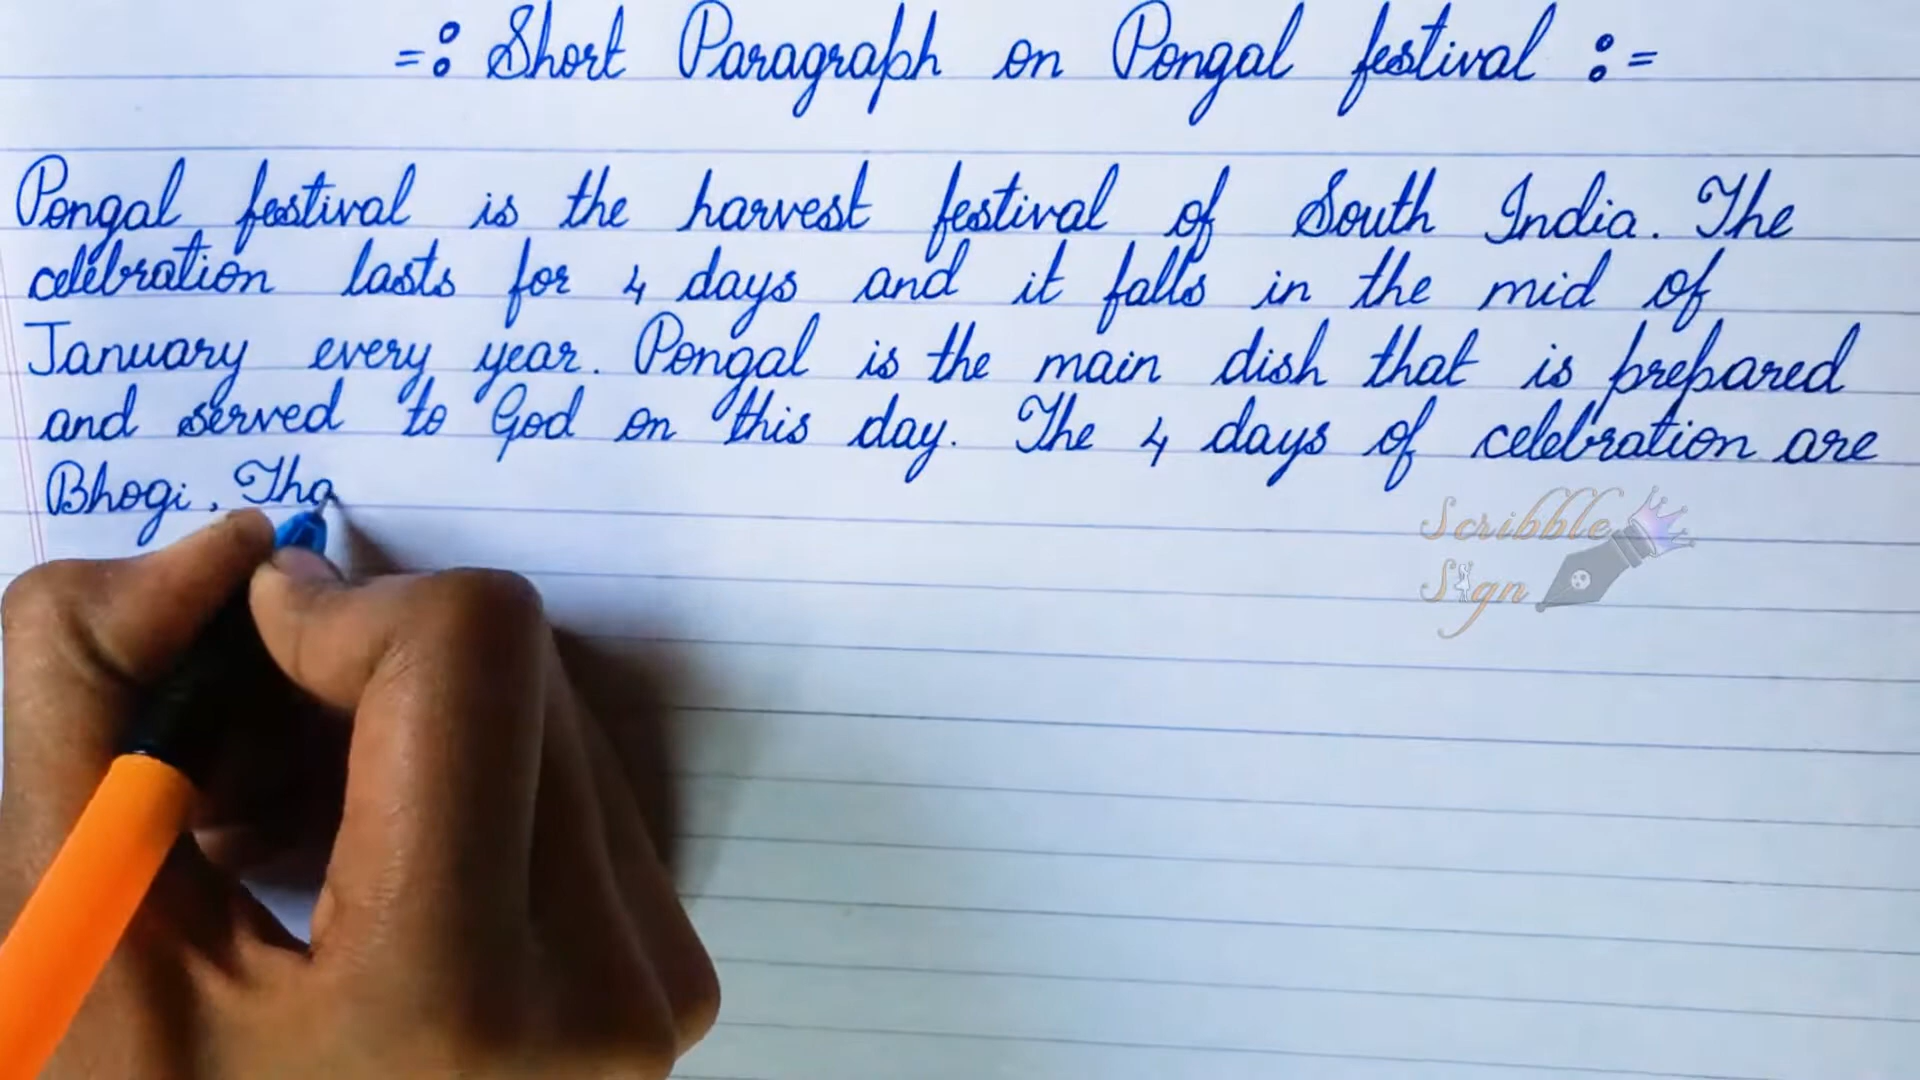 =: Short Paragraph on Pongal festival :=
Pongal festival is the harvest festival of South India. The
celebration lasts for 4 days and it falls in the mid of
January every year. Pongal is the main dish that is prepared
and served to God on this day. The 4 days of celebration are
Bhogi, Tha
Scribble
Sign